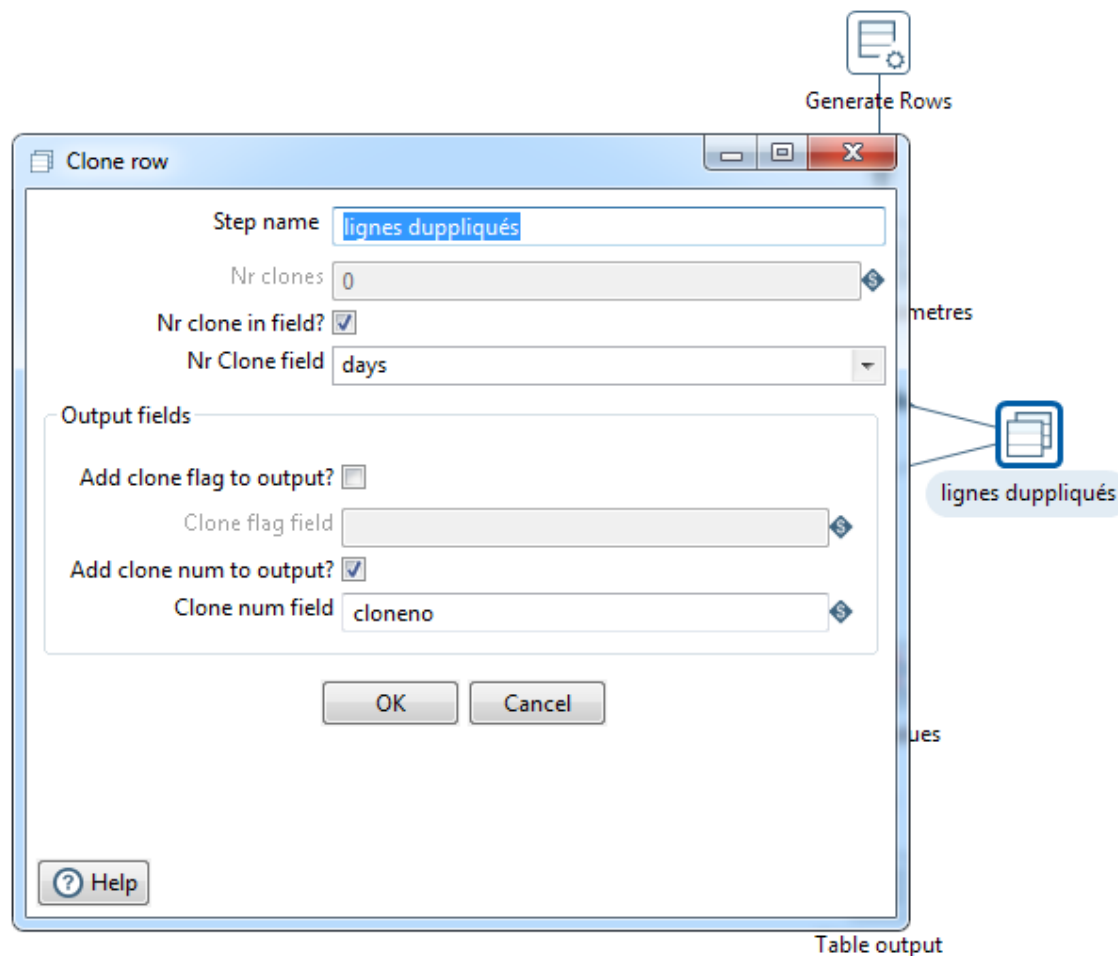 Generate Rows
Clone row
Step name lignes duppliqués
Nr clones 0
Nr clone in field?
Nr Clone field days
metres
Output fields
Add clone flag to output?
Clone flag field
Add clone num to output?
Clone num field cloneno
lignes duppliqués
OK Cancel
ues
Help
Table output